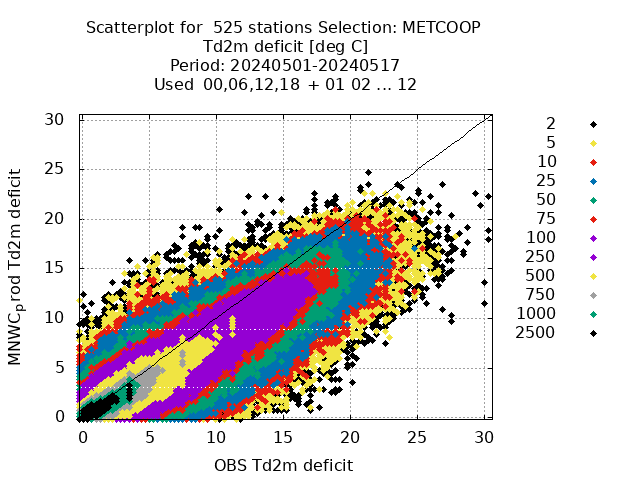 Scatterplot for  525 stations Selection: METCOOP
Td2m deficit [deg C]
Period: 20240501-20240517
Used  00,06,12,18 + 01 02 ... 12
30
25
20
15
10
5
0
MNWC_prod Td2m deficit
0 5 10 15 20 25 30
OBS Td2m deficit
2
5
10
25
50
75
100
250
500
750
1000
2500